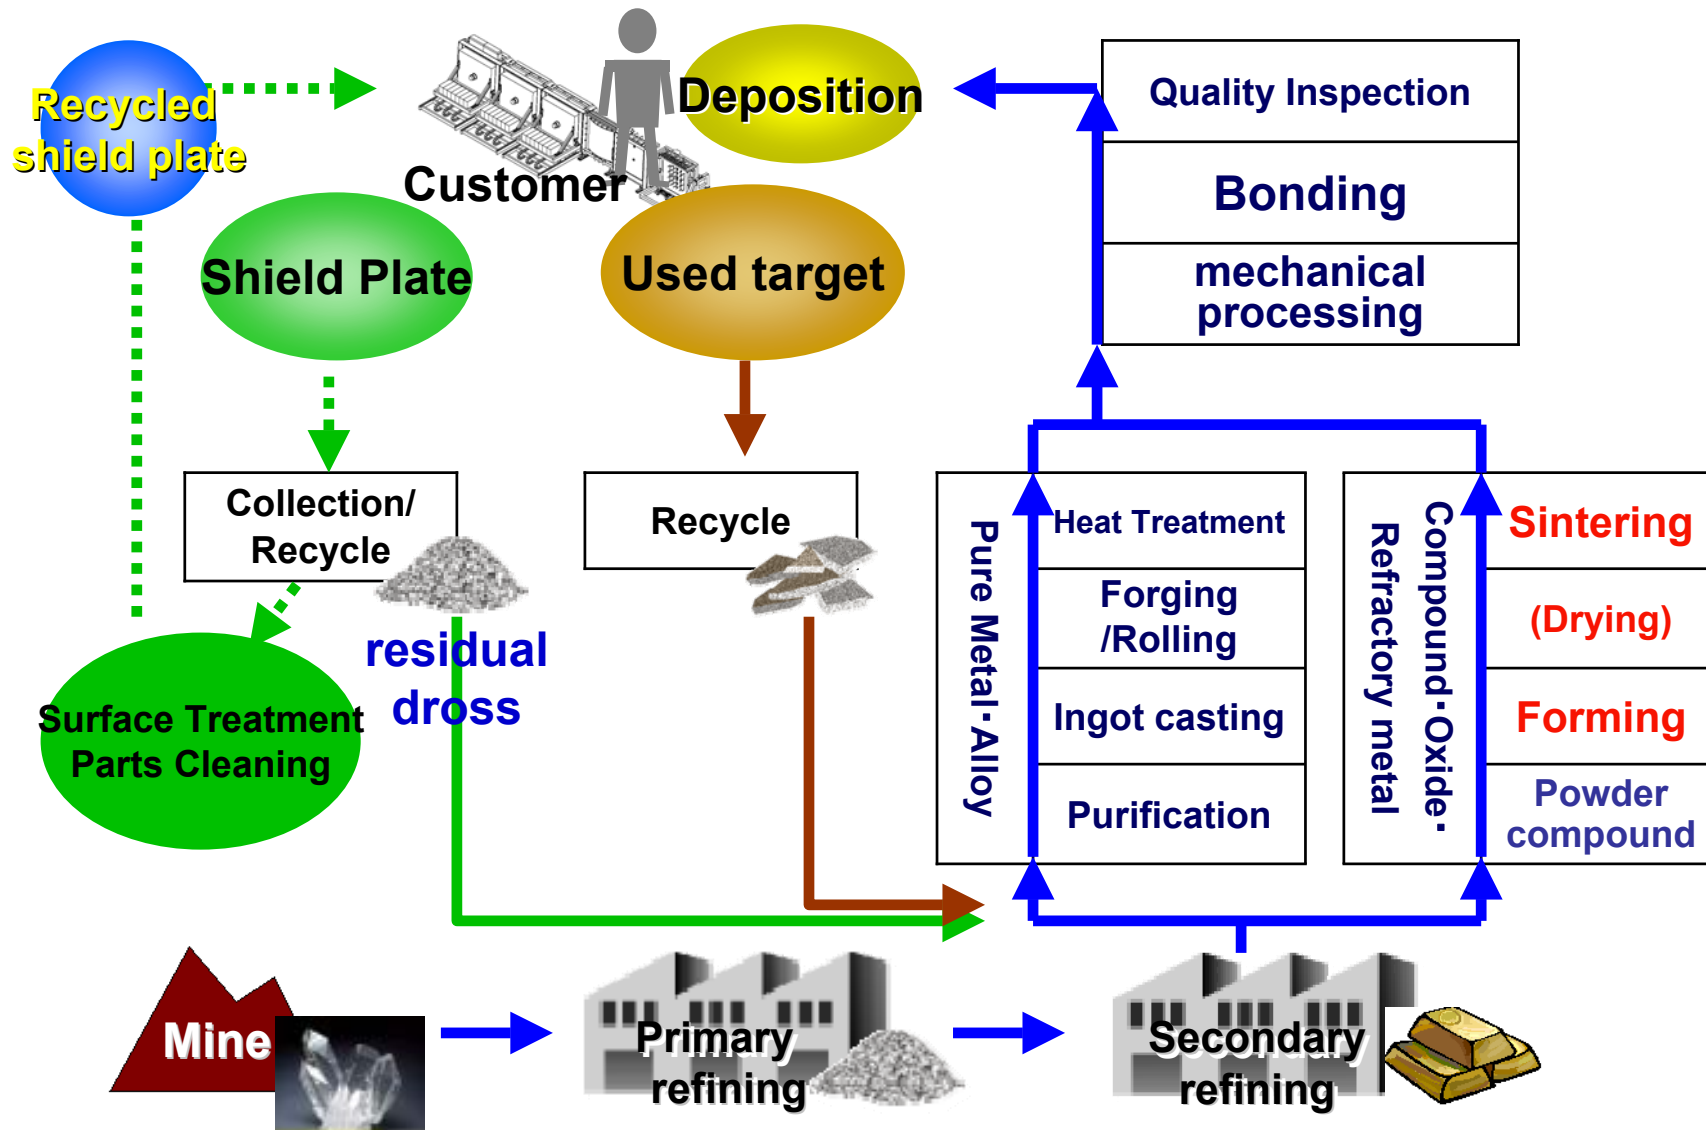 Recycled
shield plate
Customer
Deposition
Quality Inspection
Bonding
mechanical
processing
Shield Plate
Used target
Collection/
Recycle
Recycle
residual
dross
Surface Treatment
Parts Cleaning
Pure Metal・Alloy
Heat Treatment
Forging
/Rolling
Ingot casting
Purification
Compound・Oxide・
Refractory metal
Sintering
(Drying)
Forming
Powder
compound
Mine
Primary
refining
Secondary
refining